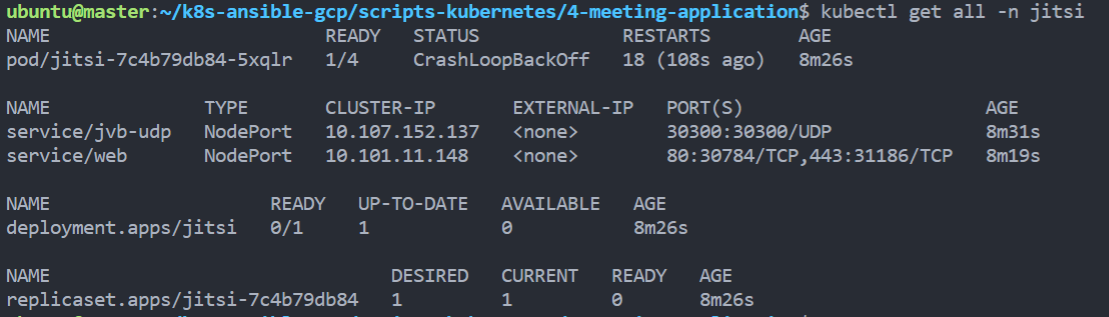 ubuntu@master:~/k8s-ansible-gcp/scripts-kubernetes/4-meeting-application$ kubectl get all -n jitsi
NAME READY STATUS RESTARTS AGE
pod/jitsi-7c4b79db84-5xqlr 1/4 CrashLoopBackOff 18 (108s ago) 8m26s
NAME TYPE CLUSTER-IP EXTERNAL-IP PORT(S) AGE
service/jvb-udp NodePort 10.107.152.137 <none> 30300:30300/UDP 8m31s
service/web NodePort 10.101.11.148 <none> 80:30784/TCP,443:31186/TCP 8m19s
NAME READY UP-TO-DATE AVAILABLE AGE
deployment.apps/jitsi 0/1 1 0 8m26s
NAME DESIRED CURRENT READY AGE
replicaset.apps/jitsi-7c4b79db84 1 1 0 8m26s